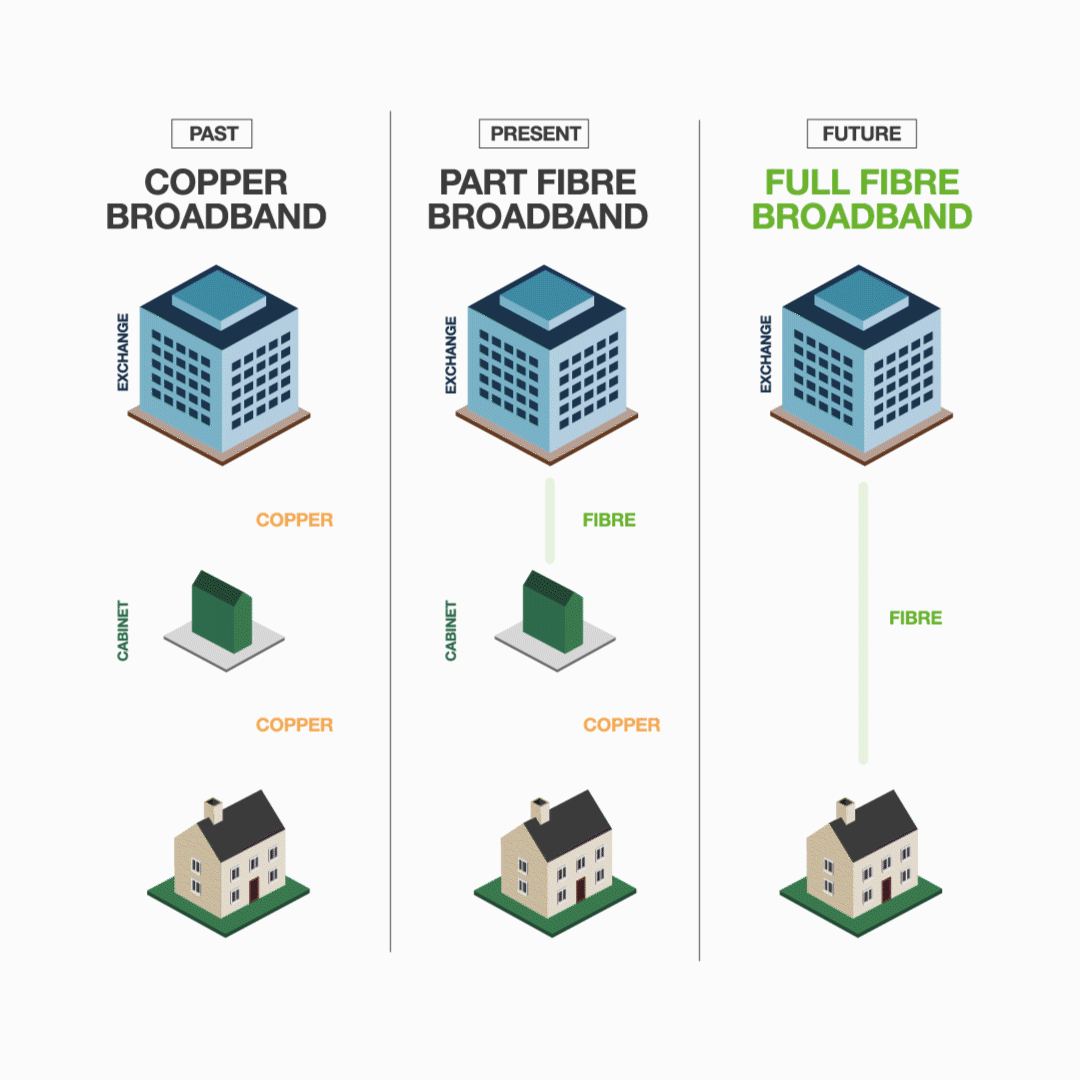 PAST
COPPER
BROADBAND
EXCHANGE
COPPER
CABINET
COPPER
PRESENT
PART FIBRE
BROADBAND
EXCHANGE
FIBRE
CABINET
COPPER
FUTURE
FULL FIBRE
BROADBAND
EXCHANGE
FIBRE